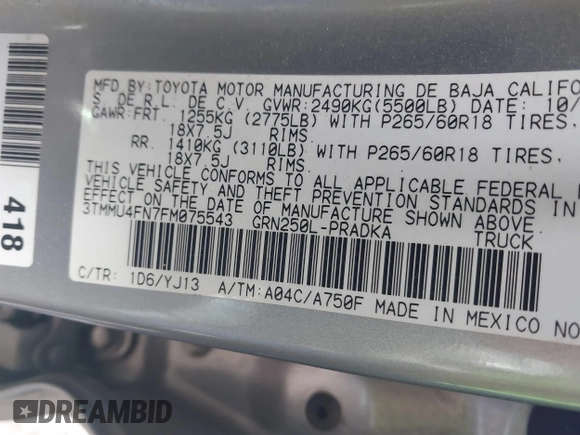 MFD.BY:TOYOTA MOTOR MANUFACTURING DE BAJA CALIFO
S. DE R.L. DE C.V. GVWR:2490KG(5500LB) DATE: 10/
GAWR:FRT. 1255KG (2775LB) WITH P265/60R18 TIRES,
18X7.5J RIMS
RR. 1410KG (3110LB) WITH P265/60R18 TIRES,
18X7.5J RIMS
THIS VEHICLE CONFORMS TO ALL APPLICABLE FEDERAL
VEHICLE SAFETY AND THEFT PREVENTION STANDARDS IN
EFFECT ON THE DATE OF MANUFACTURE SHOWN ABOVE.
3TMMU4FN7FM075543 GRN250L-PRADKA TRUCK
C/TR: 1D6/YJ13 A/TM:A04C/A750F MADE IN MEXICO NO
418
DREAMBID